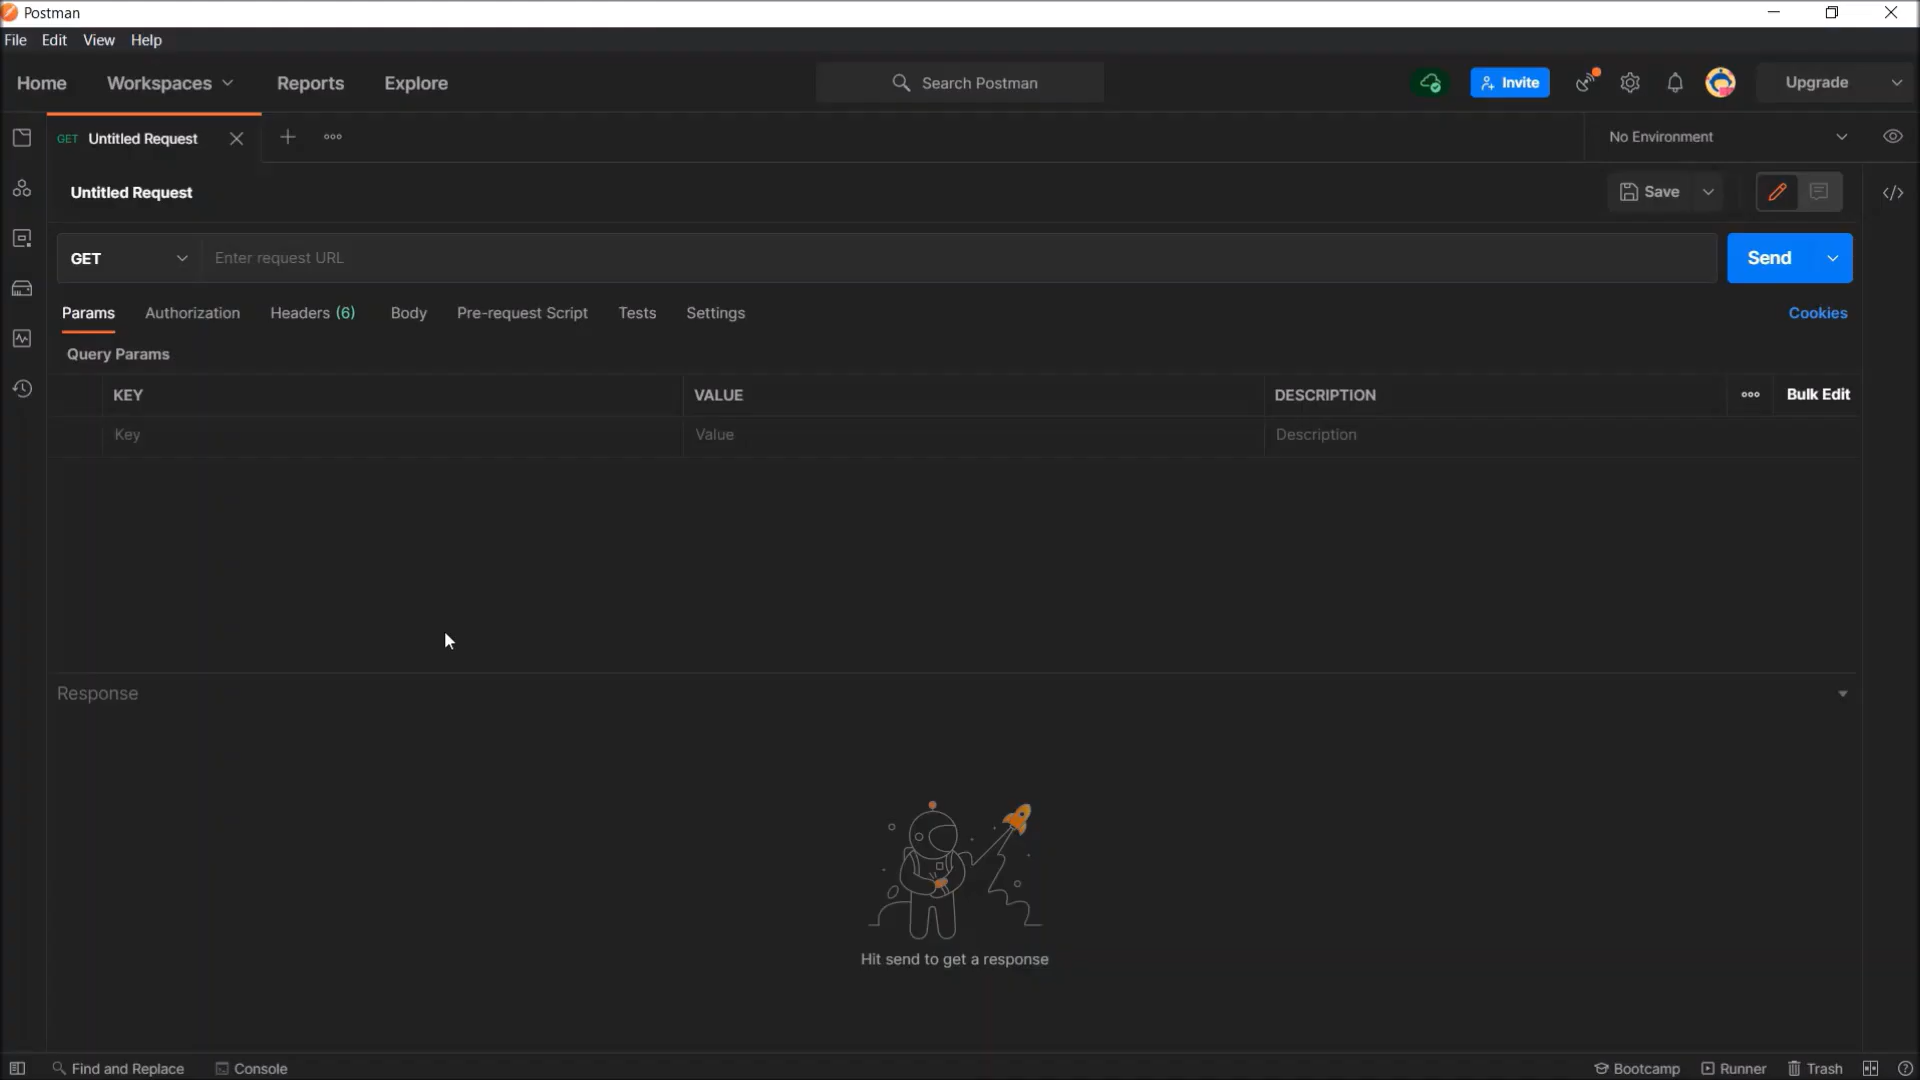 Postman
File Edit View Help
Home Workspaces Reports Explore Search Postman Invite Upgrade
GET Untitled Request No Environment
Untitled Request Save
GET Enter request URL Send
Params Authorization Headers (6) Body Pre-request Script Tests Settings Cookies
Query Params
KEY VALUE DESCRIPTION Bulk Edit
Key Value Description
Response
Hit send to get a response
Find and Replace Console Bootcamp Runner Trash